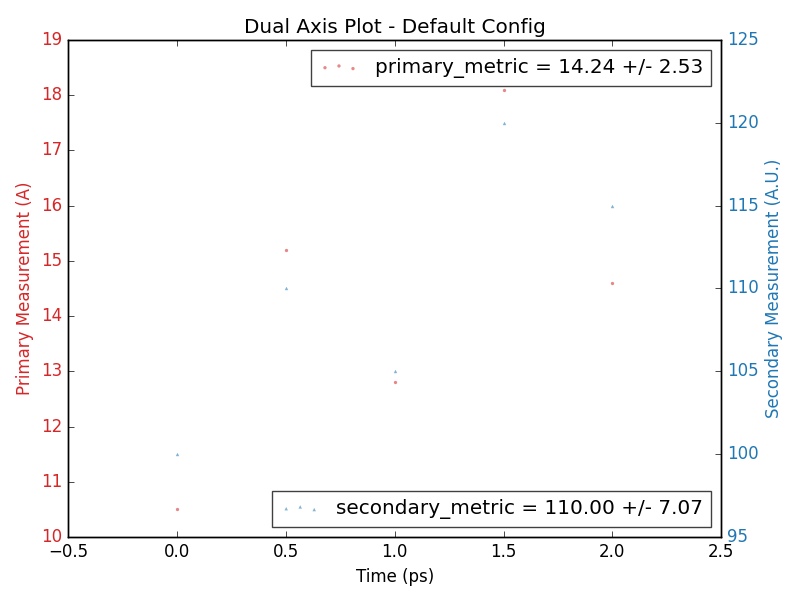 Dual Axis Plot - Default Config
19
18
17
16
15
14
13
12
11
10
Primary Measurement (A)
primary_metric = 14.24 +/- 2.53
secondary_metric = 110.00 +/- 7.07
125
120
115
110
105
100
95
Secondary Measurement (A.U.)
−0.5 0.0 0.5 1.0 1.5 2.0 2.5
Time (ps)